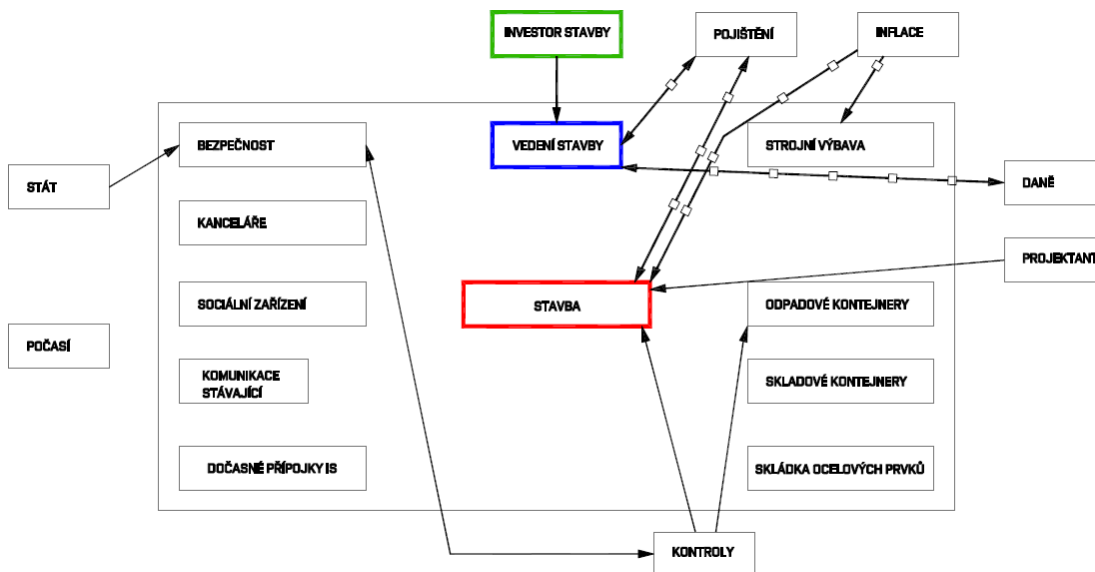 INVESTOR STAVBY
POJIŠTĚNÍ
INFLACE
BEZPEČNOST
VEDENÍ STAVBY
STROJNÍ VÝBAVA
STÁT
DANĚ
KANCELÁŘE
PROJEKTANT
SOCIÁLNÍ ZAŘÍZENÍ
STAVBA
ODPADOVÉ KONTEJNERY
POČASÍ
KOMUNIKACE
STÁVAJÍCÍ
SKLADOVÉ KONTEJNERY
DOČASNÉ PŘÍPOJKY IS
SKLÁDKA OCELOVÝCH PRVKŮ
KONTROLY